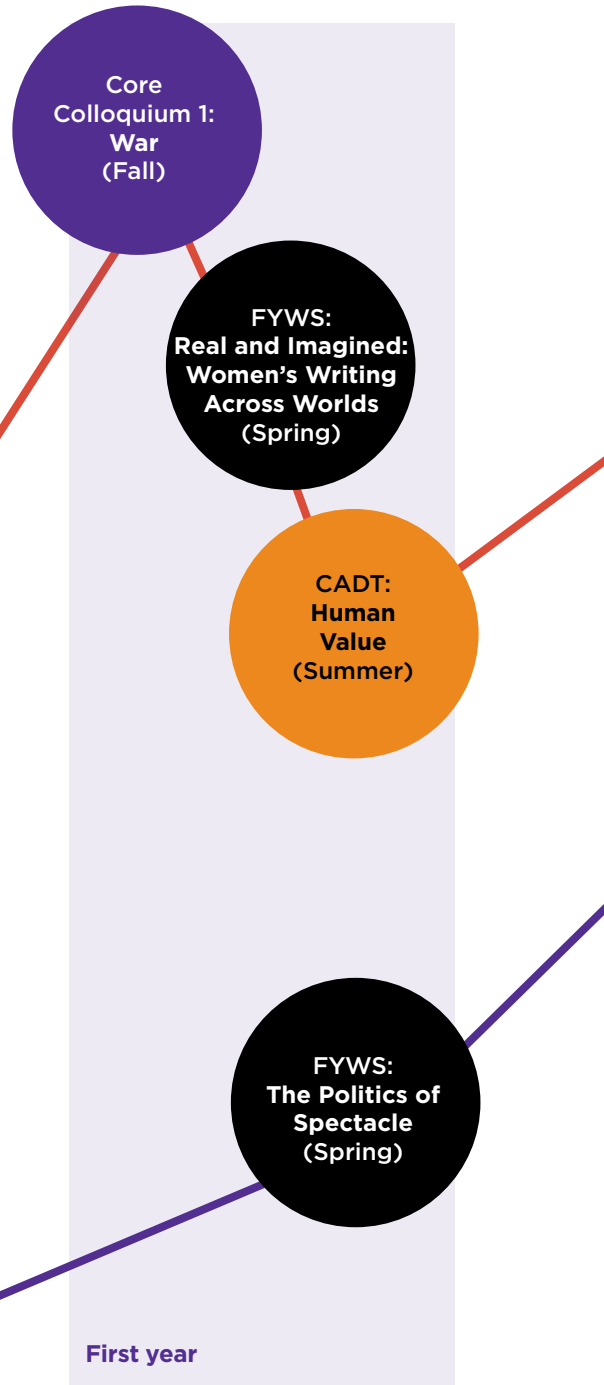 Core
Colloquium 1:
War
(Fall)
FYWS:
Real and Imagined:
Women’s Writing
Across Worlds
(Spring)
CADT:
Human
Value
(Summer)
FYWS:
The Politics of
Spectacle
(Spring)
First year